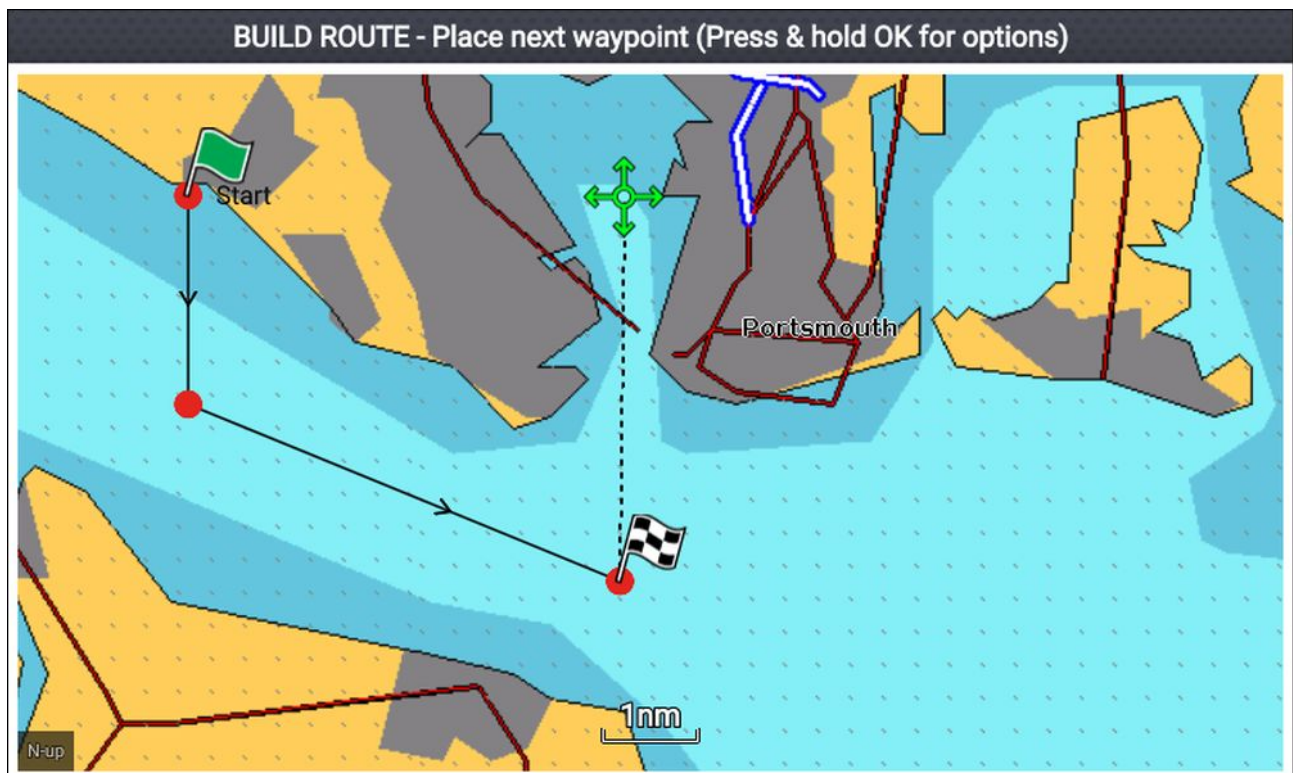 BUILD ROUTE - Place next waypoint (Press & hold OK for options)
Start
Portsmouth
1nm
N-up